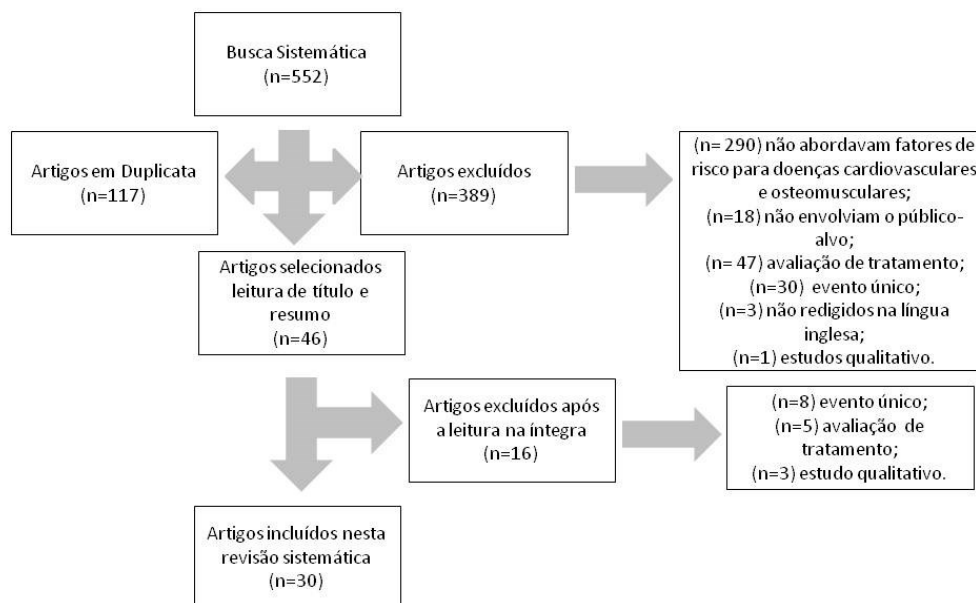 Busca Sistemática
(n=552)
Artigos em Duplicata
(n=117)
Artigos excluídos
(n=389)
(n= 290) não abordavam fatores de
risco para doenças cardiovasculares
e osteomusculares;
(n=18) não envolviam o público-
alvo;
(n= 47) avaliação de tratamento;
(n=30) evento único;
(n=3) não redigidos na língua
inglesa;
(n=1) estudos qualitativo.
Artigos selecionados
leitura de título e
resumo
(n=46)
Artigos excluídos após
a leitura na íntegra
(n=16)
(n=8) evento único;
(n=5) avaliação de
tratamento;
(n=3) estudo qualitativo.
Artigos incluídos nesta
revisão sistemática
(n=30)